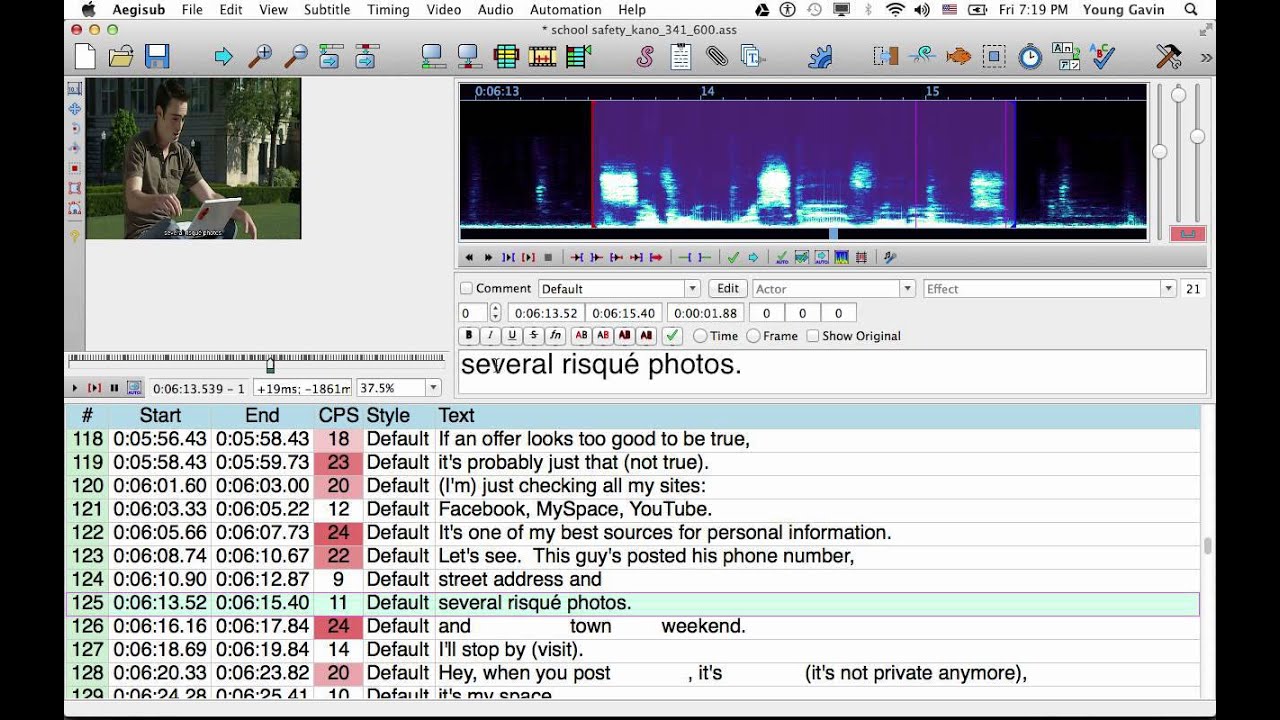 Aegisub File Edit View Subtitle Timing Video Audio Automation Help Fri 7:19 PM Young Gavin
* school safety_kano_341_600.ass
0:06:13 14 15
several risqué photos.
Comment Default Edit Actor Effect 21
0 0:06:13.52 0:06:15.40 0:00:01.88 0 0 0
B I U S fn AB AB AB AB Time Frame Show Original
several risqué photos.
0:06:13.539 - 1 +19ms; -1861m 37.5%
# Start End CPS Style Text
118 0:05:56.43 0:05:58.43 18 Default If an offer looks too good to be true,
119 0:05:58.43 0:05:59.73 23 Default it's probably just that (not true).
120 0:06:01.60 0:06:03.00 20 Default (I'm) just checking all my sites:
121 0:06:03.33 0:06:05.22 12 Default Facebook, MySpace, YouTube.
122 0:06:05.66 0:06:07.73 24 Default It's one of my best sources for personal information.
123 0:06:08.74 0:06:10.67 22 Default Let's see. This guy's posted his phone number,
124 0:06:10.90 0:06:12.87 9 Default street address and
125 0:06:13.52 0:06:15.40 11 Default several risqué photos.
126 0:06:16.16 0:06:17.84 24 Default and town weekend.
127 0:06:18.69 0:06:19.84 14 Default I'll stop by (visit).
128 0:06:20.33 0:06:23.82 20 Default Hey, when you post , it's (it's not private anymore),
129 0:06:24.28 0:06:25.41 10 Default it's my space